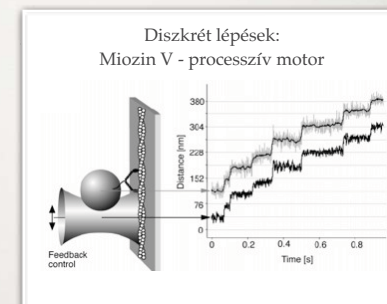 Diszkrét lépések:
Miozin V - processzív motor
Distance [nm]
380
304
228
152
76
0
0
0.2
0.4
0.6
0.8
Time [s]
Feedback
control